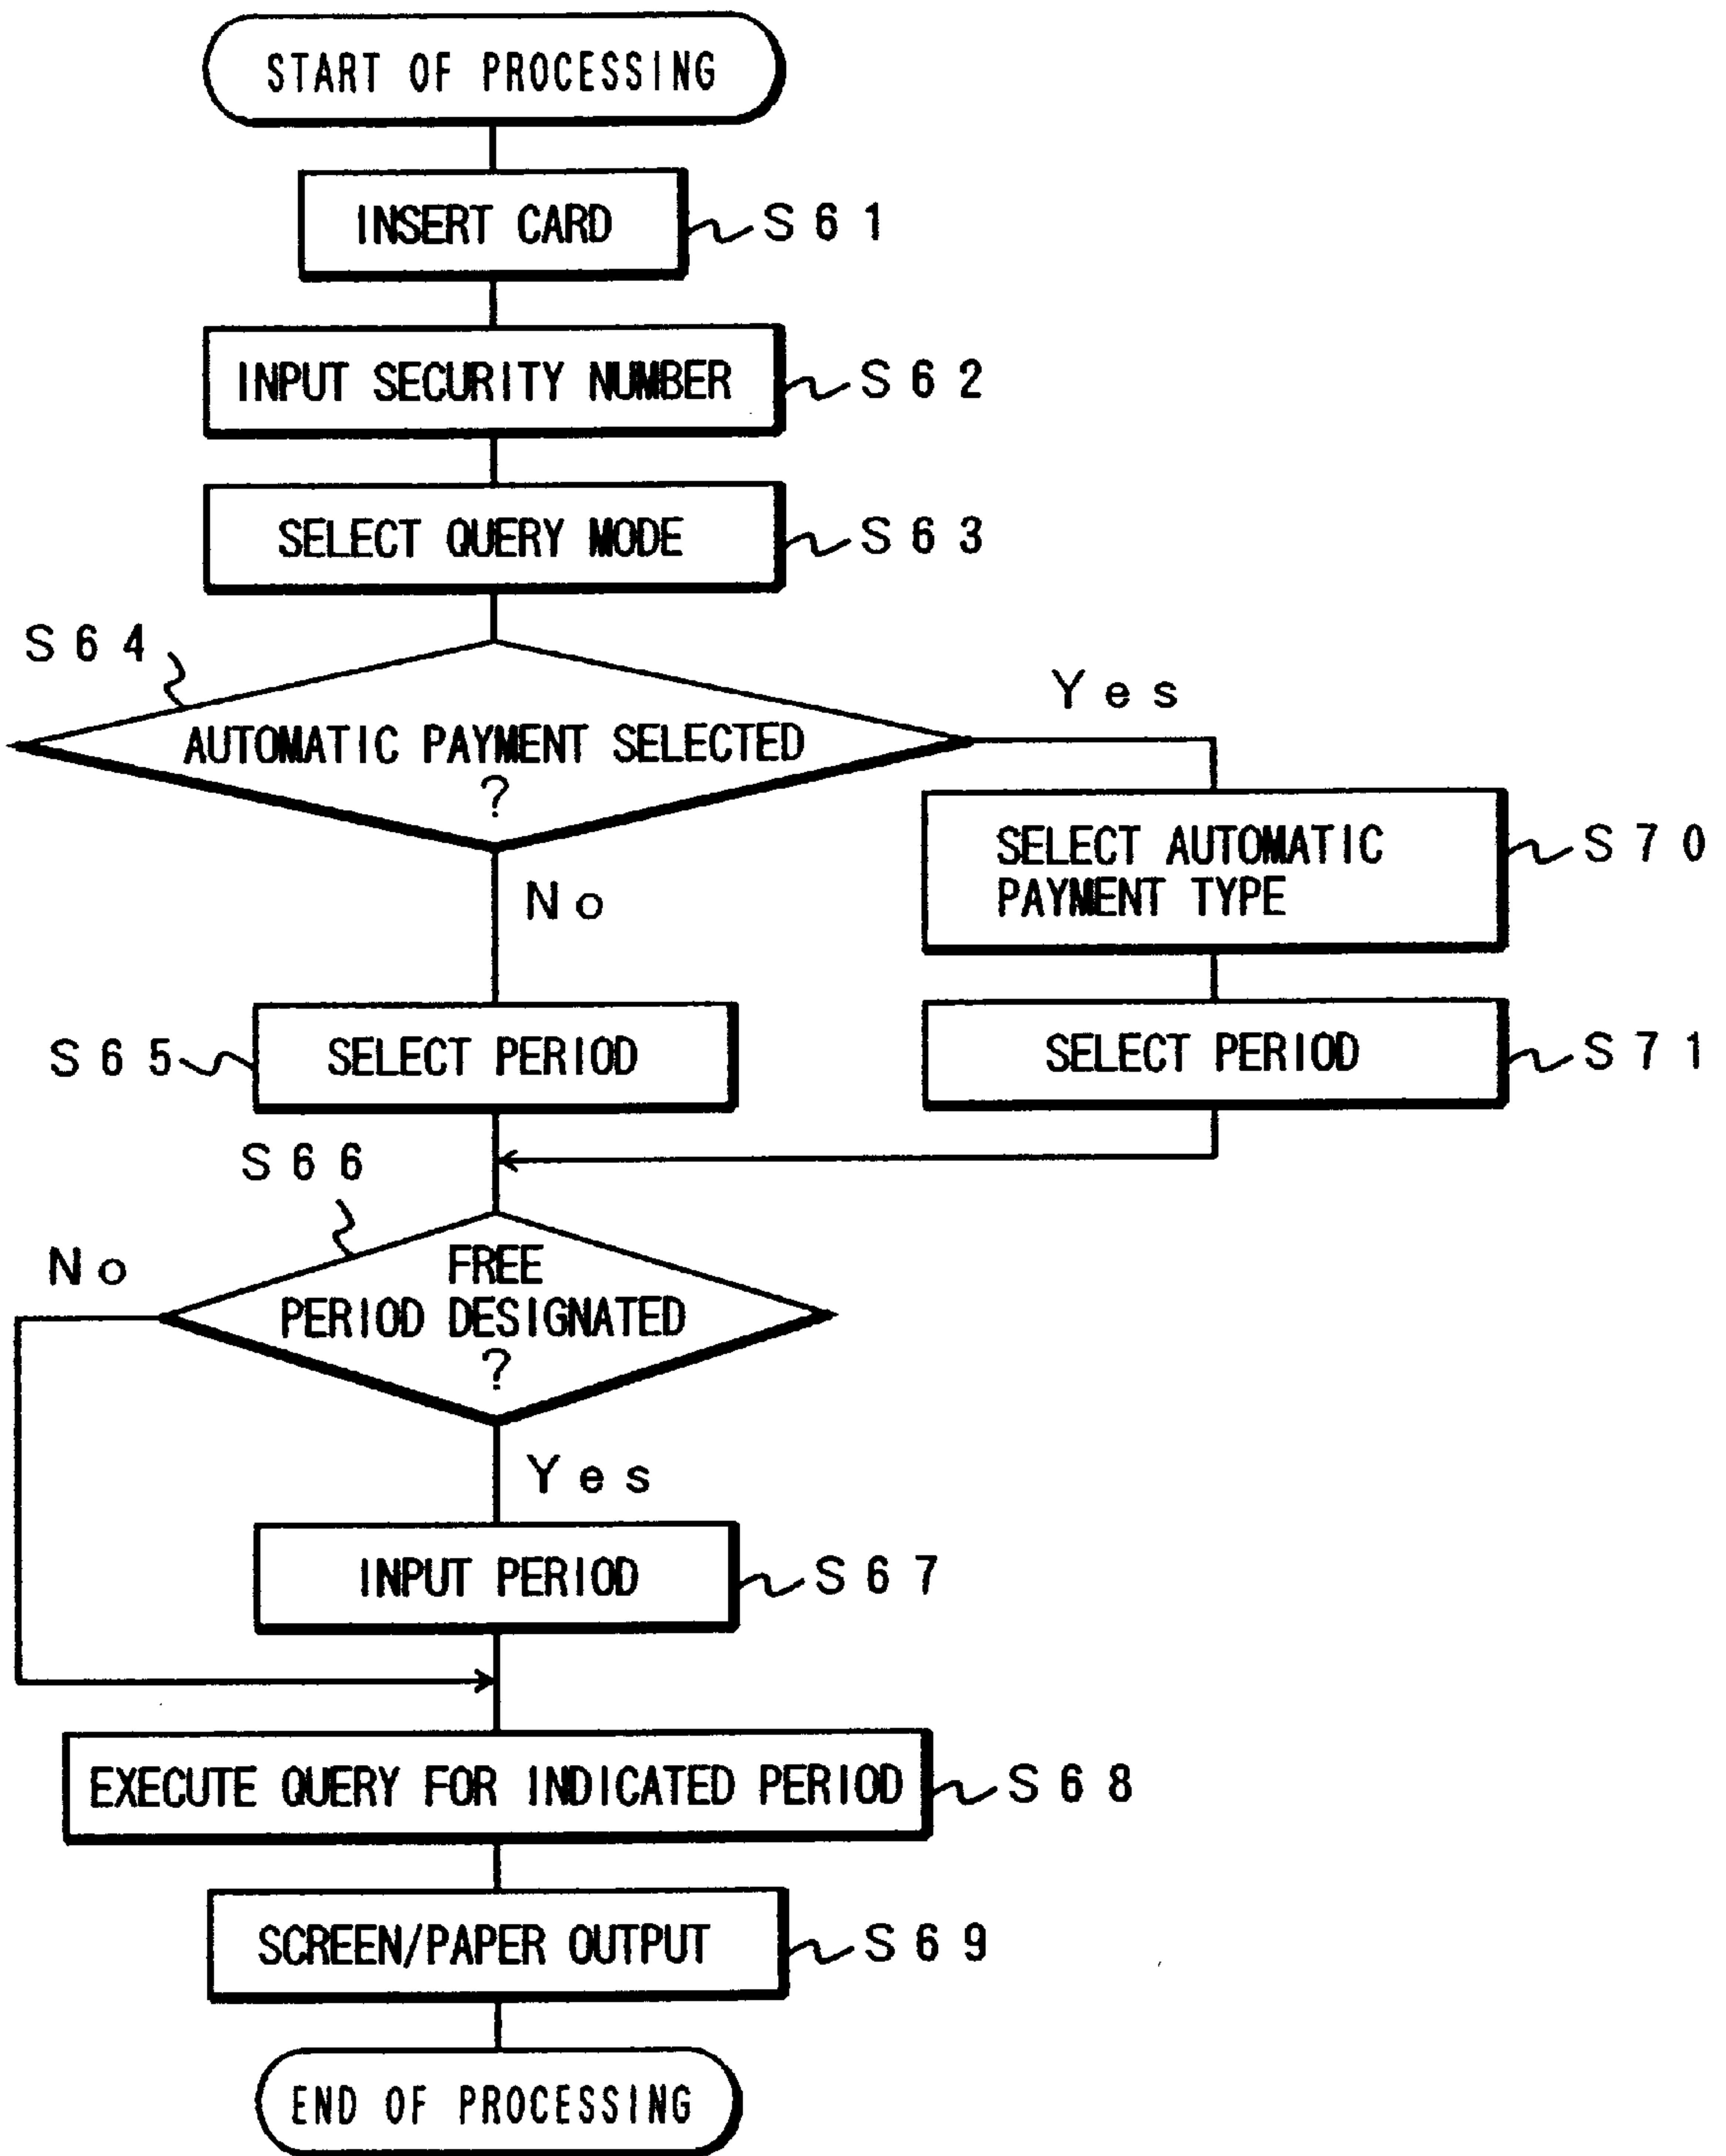 START OF PROCESSING
INSERT CARD
S61
INPUT SECURITY NUMBER
S62
SELECT QUERY MODE
S63
S64
AUTOMATIC PAYMENT SELECTED
?
Yes
No
SELECT AUTOMATIC
PAYMENT TYPE
S70
S65
SELECT PERIOD
SELECT PERIOD
S71
S66
No
FREE
PERIOD DESIGNATED
?
Yes
INPUT PERIOD
S67
EXECUTE QUERY FOR INDICATED PERIOD
S68
SCREEN/PAPER OUTPUT
S69
END OF PROCESSING